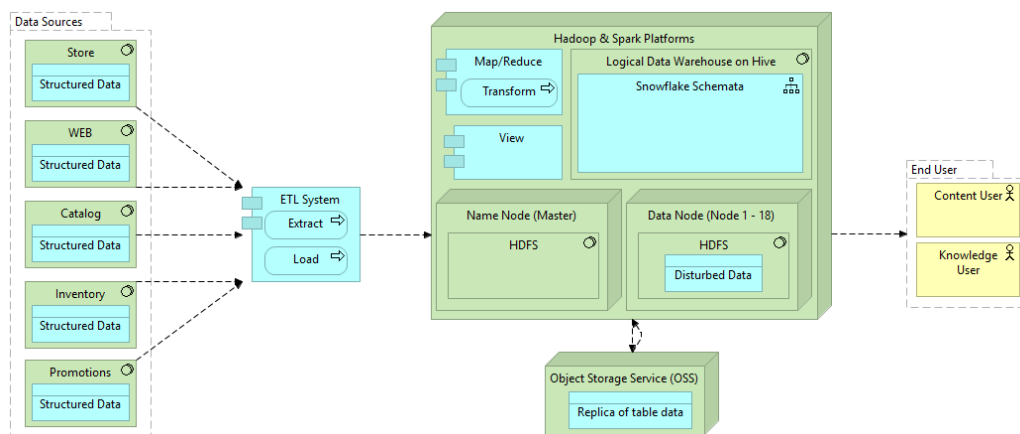 Data Sources
Store
Structured Data
WEB
Structured Data
Catalog
Structured Data
Inventory
Structured Data
Promotions
Structured Data
ETL System
Extract
Load
Hadoop & Spark Platforms
Map/Reduce
Transform
View
Logical Data Warehouse on Hive
Snowflake Schemata
Name Node (Master)
HDFS
Data Node (Node 1 - 18)
HDFS
Disturbed Data
Object Storage Service (OSS)
Replica of table data
End User
Content User
Knowledge
User